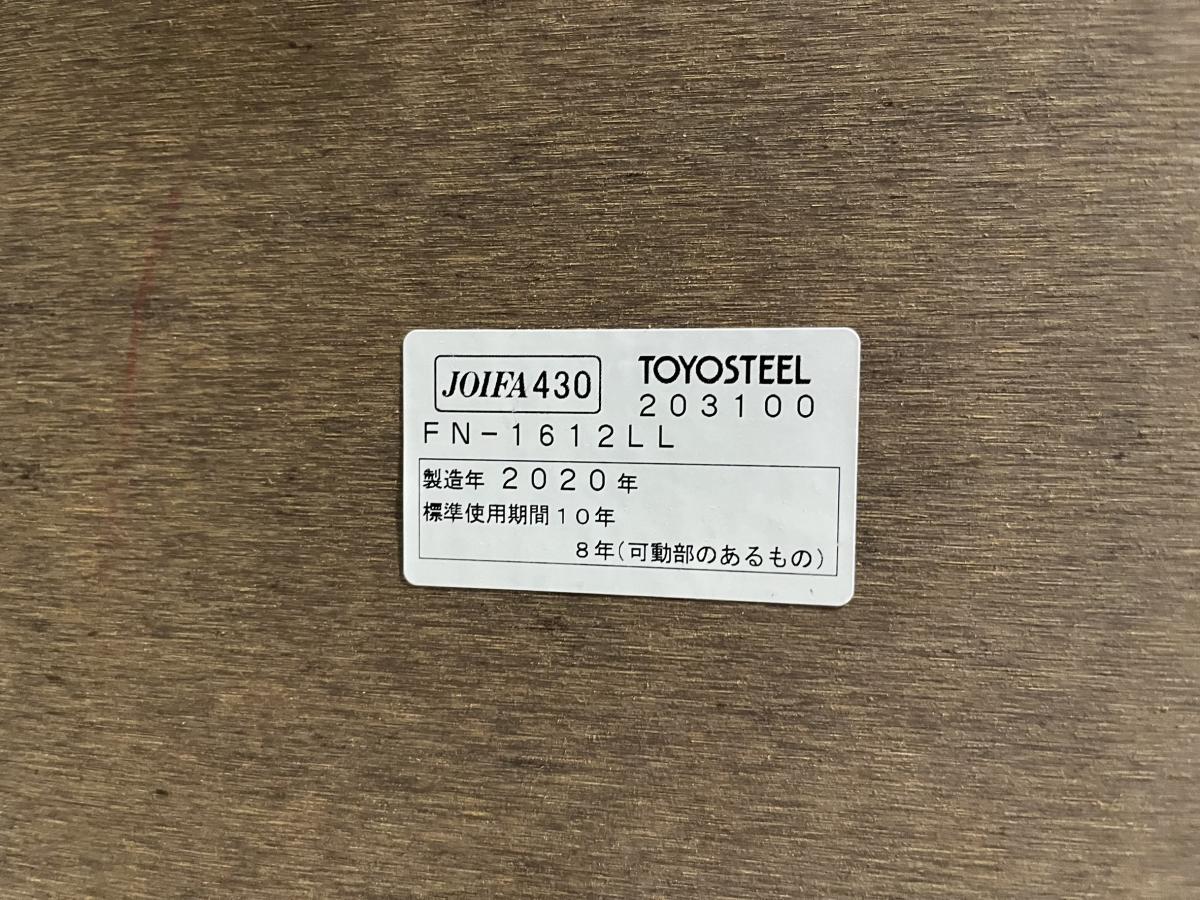 JOIFA430 TOYOSTEEL
203100
FN-1612LL
製造年 2020年
標準使用期間10年
8年(可動部のあるもの)